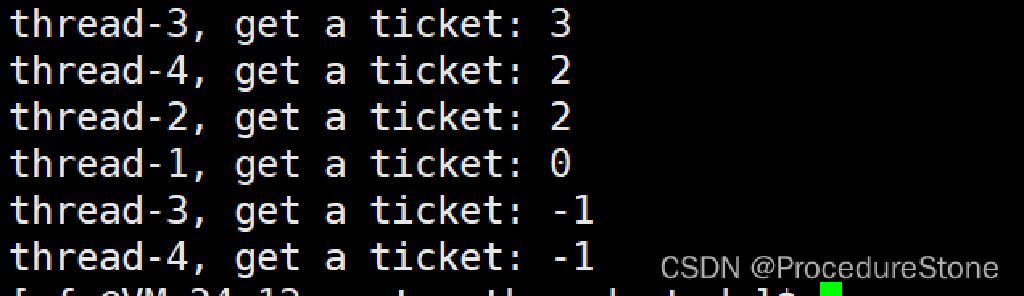 thread-3, get a ticket: 3
thread-4, get a ticket: 2
thread-2, get a ticket: 2
thread-1, get a ticket: 0
thread-3, get a ticket: -1
thread-4, get a ticket: -1
CSDN @ProcedureStone